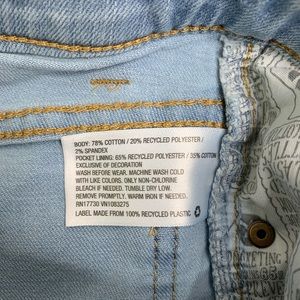 BODY: 78% COTTON / 20% RECYCLED POLYESTER /
2% SPANDEX
POCKET LINING: 65% RECYCLED POLYESTER / 35% COTTON
EXCLUSIVE OF DECORATION
WASH BEFORE WEAR. MACHINE WASH COLD
WITH LIKE COLORS. ONLY NON-CHLORINE
BLEACH IF NEEDED. TUMBLE DRY LOW.
REMOVE PROMPTLY. WARM IRON IF NEEDED.
RN17730 VN1083275
LABEL MADE FROM 100% RECYCLED PLASTIC